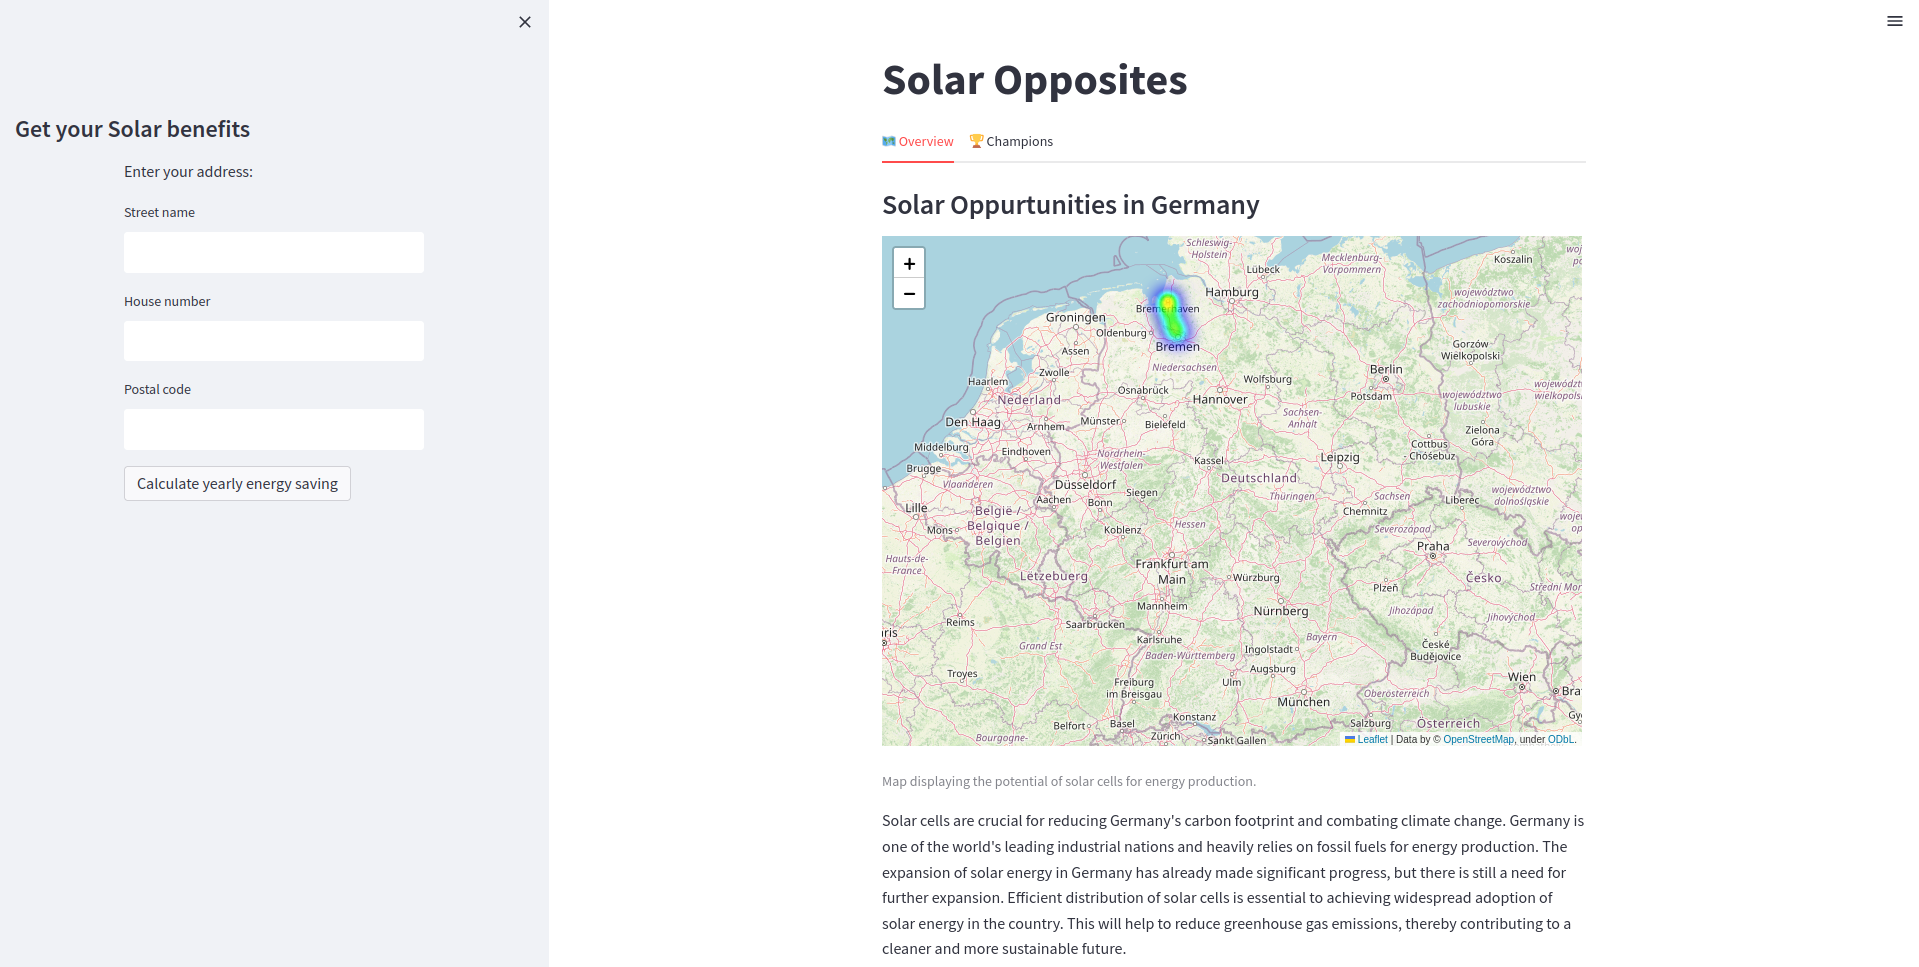 Get your Solar benefits
Enter your address:
Street name
House number
Postal code
Calculate yearly energy saving
Solar Opposites
Overview
Champions
Solar Oppurtunities in Germany
+
−
Schleswig-
Holstein
Mecklenburg-
Vorpommern
Lübeck
Koszalin
Hamburg
województwo
zachodniopomorskie
Bremerhaven
Groningen
Oldenburg
Bremen
Assen
Gorzów
Wielkopolski
Niedersachsen
Zwolle
Berlin
Haarlem
Osnabrück
Wolfsburg
Nederland
Hannover
Potsdam
województwo
lubuskie
Den Haag
Arnhem
Münster
Bielefeld
Sachsen-
Anhalt
Zielona
Góra
Middelburg
Eindhoven
Nordrhein-
Westfalen
Kassel
Leipzig
Cottbus
- Chóśebuz
Brugge
Vlaanderen
Düsseldorf
Siegen
Deutschland
Thüringen
Sachsen
Liberec
województwo
dolnośląskie
Aachen
Bonn
Lille
België /
Belgique /
Belgien
Mons
Koblenz
Hessen
Chemnitz
Severozápad
Praha
Severovýchod
Hauts-de-
France
Lëtzebuerg
Frankfurt am
Main
Würzburg
Plzeň
Česko
Střední Mor
Mannheim
Nürnberg
Jihozápad
Jihovýchod
Reims
Saarbrücken
Karlsruhe
Bayern
Grand Est
Baden-Württemberg
Ingolstadt
České
Budějovice
Troyes
Freiburg
im Breisgau
Ulm
Augsburg
München
Oberösterreich
Wien
Bra
Belfort
Basel
Konstanz
Salzburg
Österreich
Bourgogne-
Zürich
Sankt Gallen
Leaflet | Data by © OpenStreetMap, under ODbL.
Map displaying the potential of solar cells for energy production.
Solar cells are crucial for reducing Germany's carbon footprint and combating climate change. Germany is
one of the world's leading industrial nations and heavily relies on fossil fuels for energy production. The
expansion of solar energy in Germany has already made significant progress, but there is still a need for
further expansion. Efficient distribution of solar cells is essential to achieving widespread adoption of
solar energy in the country. This will help to reduce greenhouse gas emissions, thereby contributing to a
cleaner and more sustainable future.